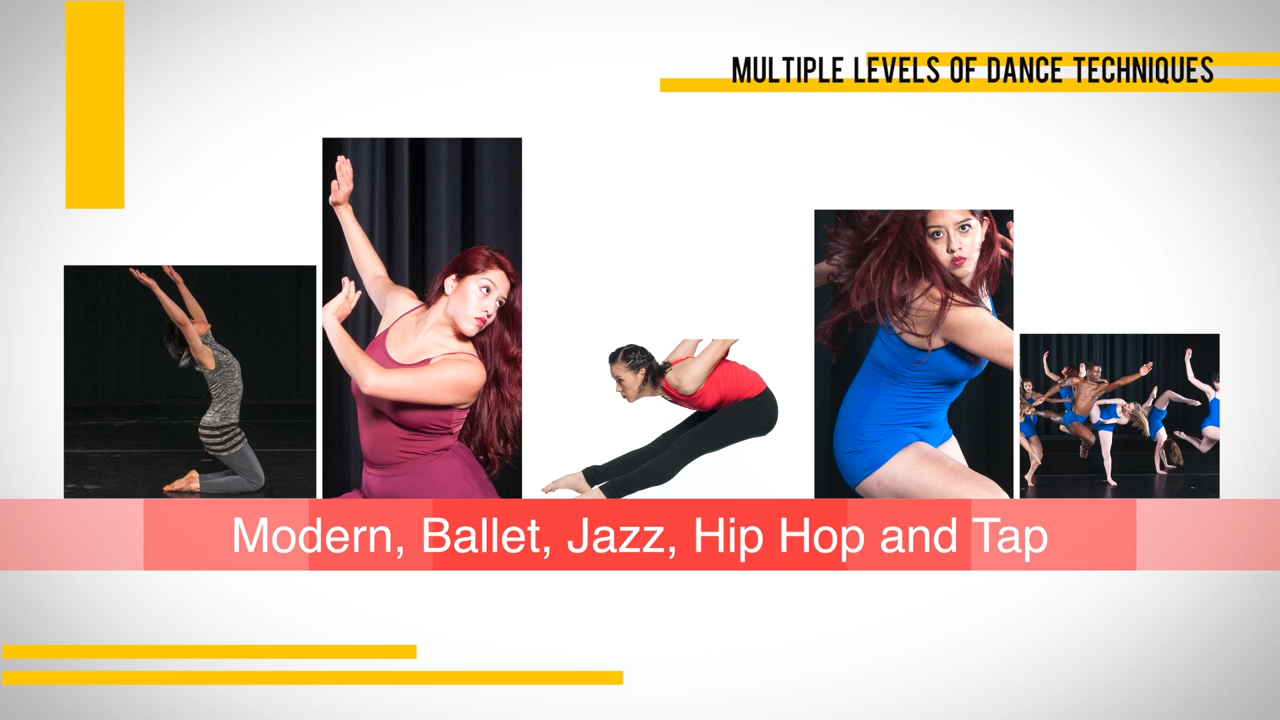 MULTIPLE LEVELS OF DANCE TECHNIQUES
Modern, Ballet, Jazz, Hip Hop and Tap